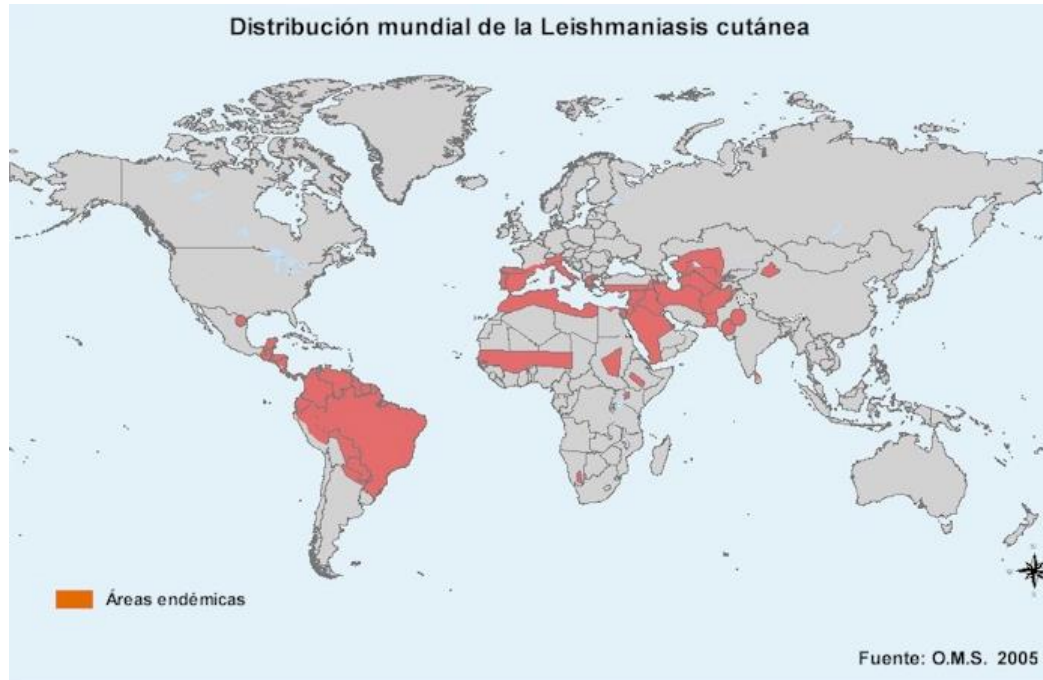 Distribución mundial de la Leishmaniasis cutánea
Áreas endémicas
Fuente: O.M.S. 2005